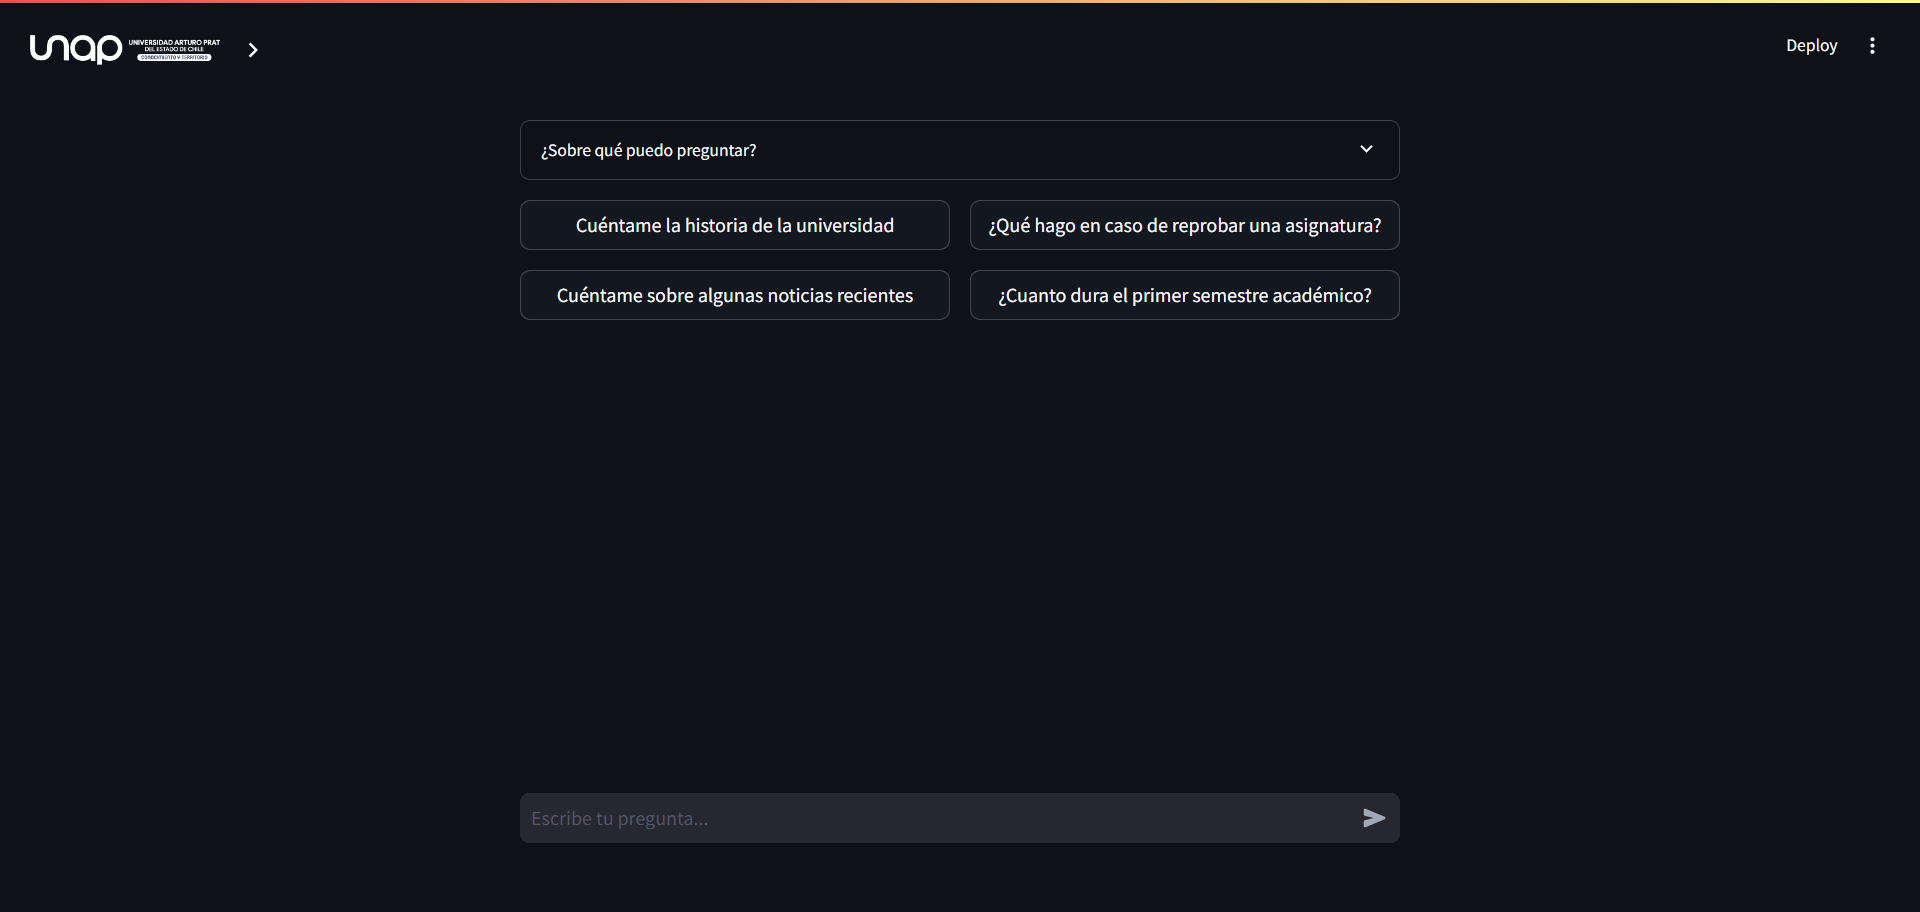 unap
UNIVERSIDAD ARTURO PRAT
DEL ESTADO DE CHILE
CONOCIMIENTO Y TERRITORIO
Deploy
¿Sobre qué puedo preguntar?
Cuéntame la historia de la universidad
¿Qué hago en caso de reprobar una asignatura?
Cuéntame sobre algunas noticias recientes
¿Cuanto dura el primer semestre académico?
Escribe tu pregunta...